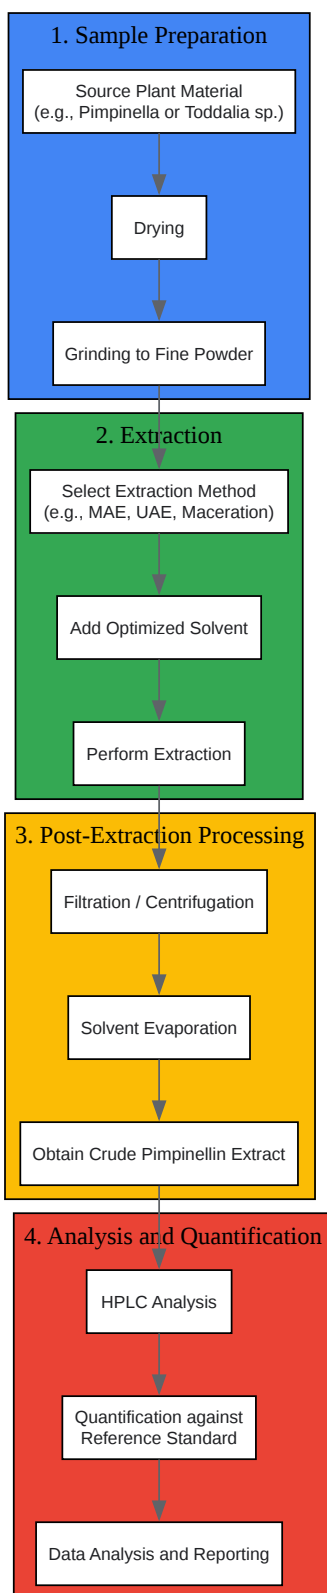 1. Sample Preparation
Source Plant Material
(e.g., Pimpinella or Toddalia sp.)
Drying
Grinding to Fine Powder
2. Extraction
Select Extraction Method
(e.g., MAE, UAE, Maceration)
Add Optimized Solvent
Perform Extraction
3. Post-Extraction Processing
Filtration / Centrifugation
Solvent Evaporation
Obtain Crude Pimpinellin Extract
4. Analysis and Quantification
HPLC Analysis
Quantification against
Reference Standard
Data Analysis and Reporting